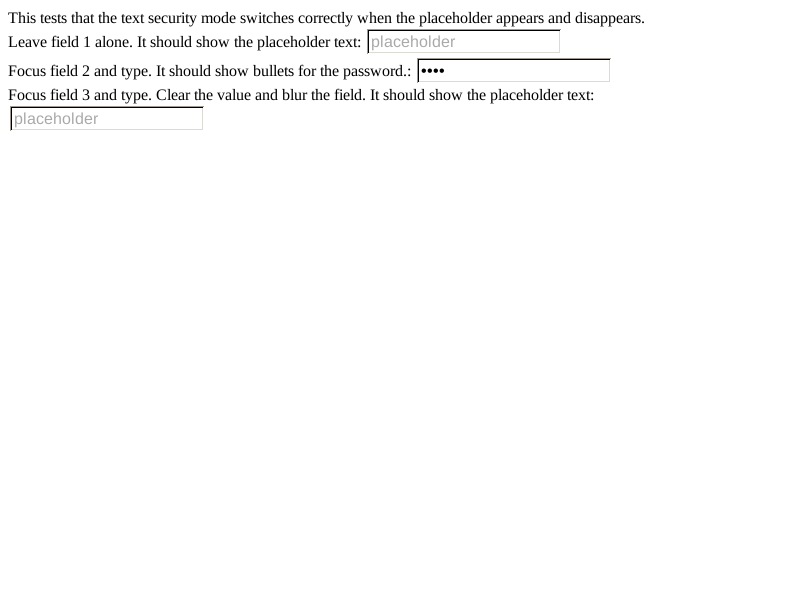 This tests that the text security mode switches correctly when the placeholder appears and disappears.
Leave field 1 alone. It should show the placeholder text: placeholder
Focus field 2 and type. It should show bullets for the password.: ••••
Focus field 3 and type. Clear the value and blur the field. It should show the placeholder text:
placeholder